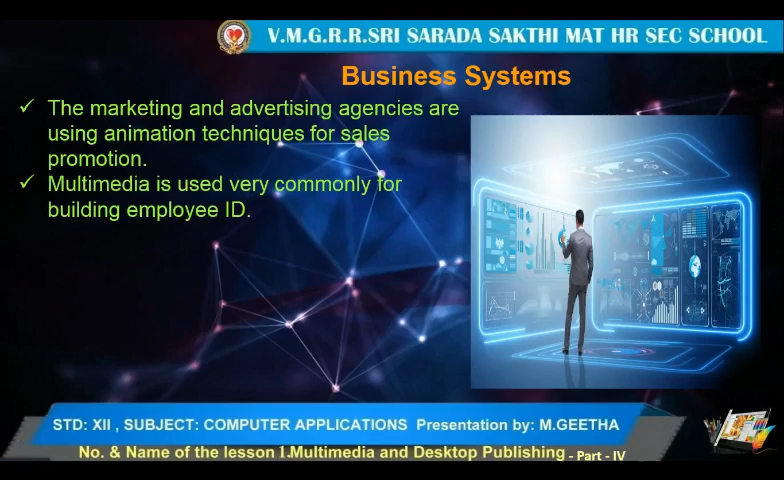 V.M.G.R.R.SRI SARADA SAKTHI MAT HR SEC SCHOOL
Business Systems
✓ The marketing and advertising agencies are
using animation techniques for sales
promotion.
✓ Multimedia is used very commonly for
building employee ID.
STD: XII , SUBJECT: COMPUTER APPLICATIONS Presentation by: M.GEETHA
No. & Name of the lesson 1.Multimedia and Desktop Publishing - Part - IV